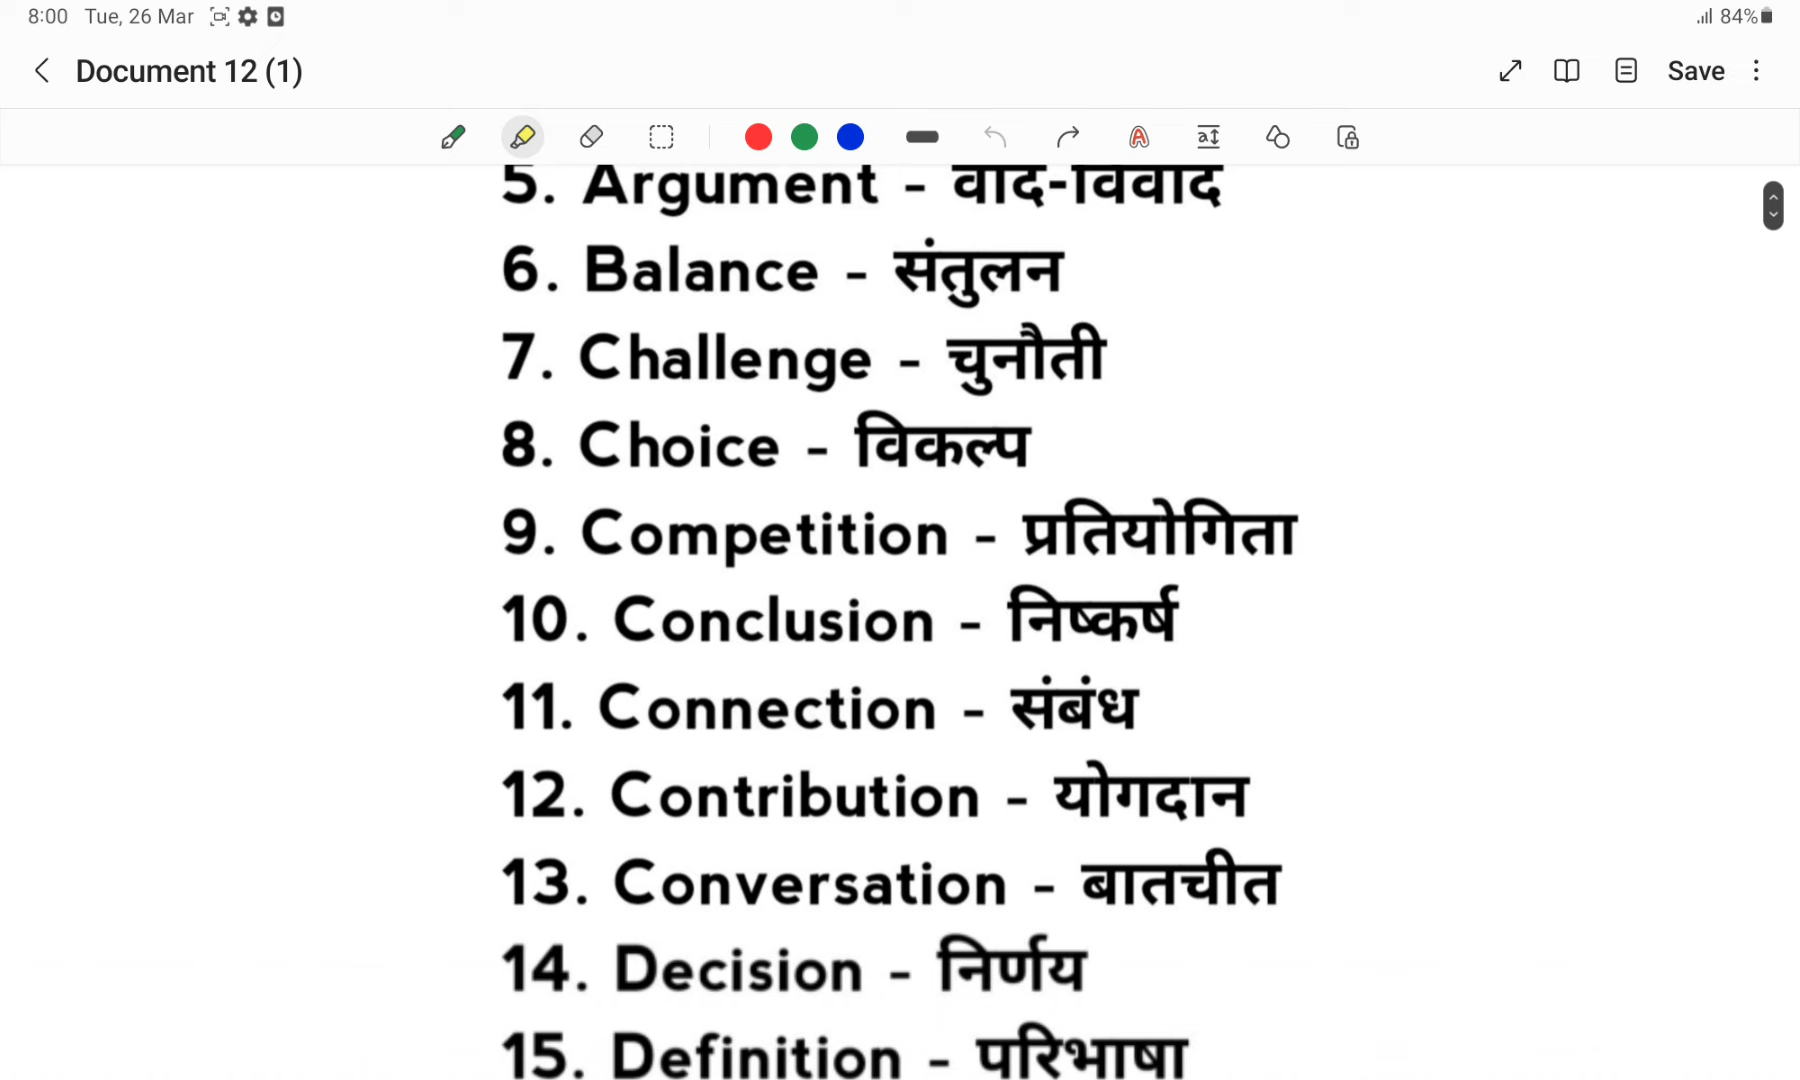 8:00 Tue, 26 Mar
84%
Document 12 (1)
Save
5. Argument - वाद-विवाद
6. Balance - संतुलन
7. Challenge - चुनौती
8. Choice - विकल्प
9. Competition - प्रतियोगिता
10. Conclusion - निष्कर्ष
11. Connection - संबंध
12. Contribution - योगदान
13. Conversation - बातचीत
14. Decision - निर्णय
15. Definition - परिभाषा